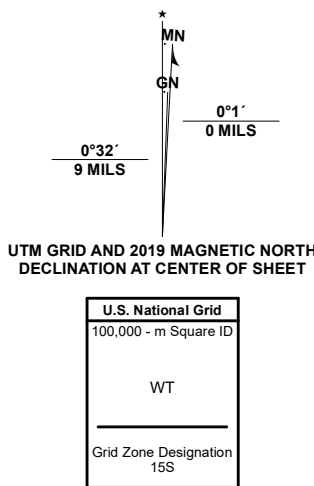 ★
MN
GN
0°1´
0 MILS
0°32´
9 MILS
UTM GRID AND 2019 MAGNETIC NORTH
DECLINATION AT CENTER OF SHEET
U.S. National Grid
100,000 - m Square ID
WT
Grid Zone Designation
15S